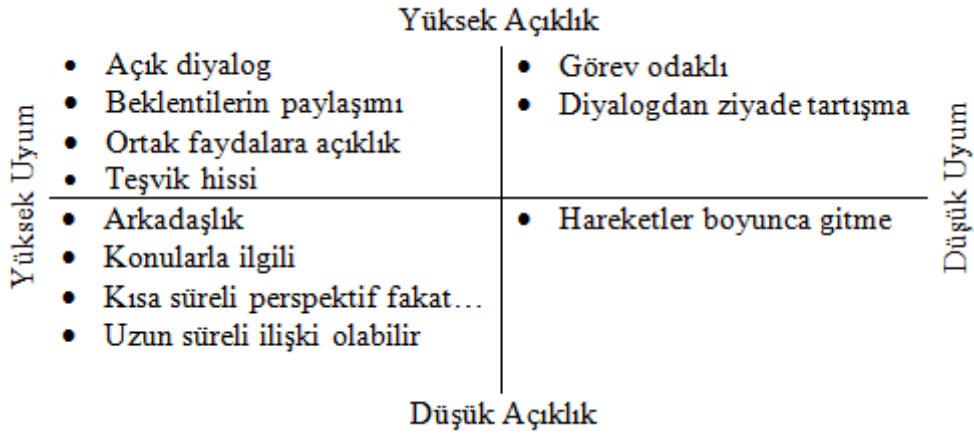 Yüksek Açıklık
Yüksek Uyum
• Açık diyalog
• Beklentilerin paylaşımı
• Ortak faydalara açıklık
• Teşvik hissi
• Görev odaklı
• Diyalogdan ziyade tartışma
Düşük Uyum
• Arkadaşlık
• Konularla ilgili
• Kısa süreli perspektif fakat…
• Uzun süreli ilişki olabilir
• Hareketler boyunca gitme
Düşük Açıklık